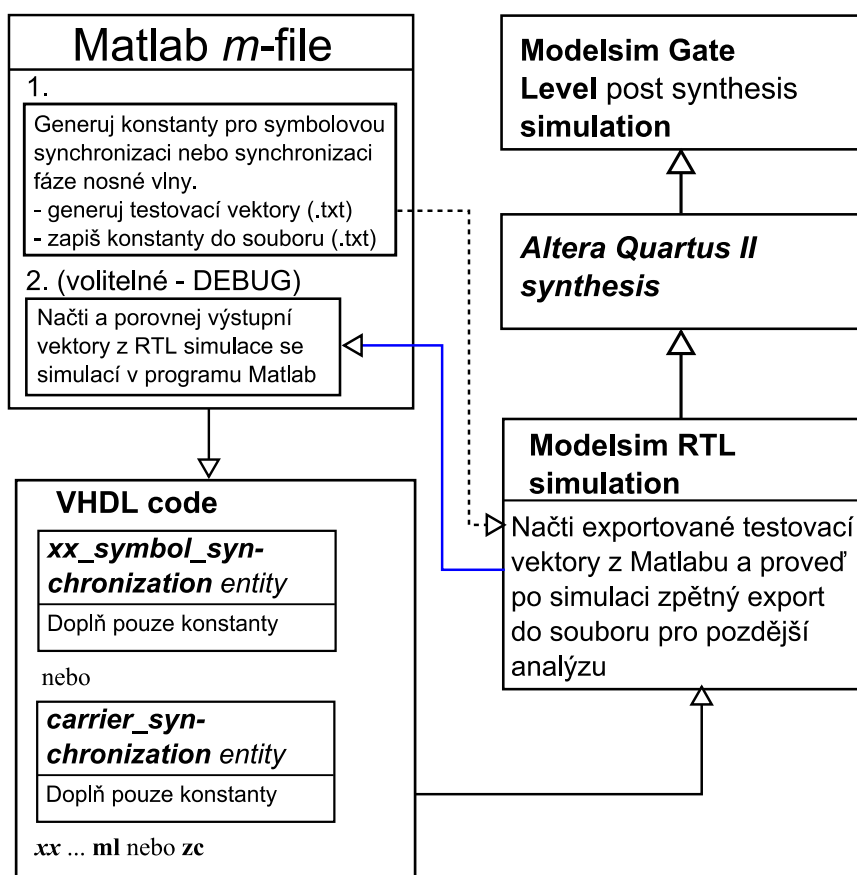 Matlab m-file
1.
Generuj konstanty pro symbolovou
synchronizaci nebo synchronizaci
fáze nosné vlny.
- generuj testovací vektory (.txt)
- zapiš konstanty do souboru (.txt)
2. (volitelné - DEBUG)
Načti a porovnej výstupní
vektory z RTL simulace se
simulací v programu Matlab
VHDL code
xx_symbol_syn-
chronization entity
Doplň pouze konstanty
nebo
carrier_syn-
chronization entity
Doplň pouze konstanty
xx ... ml nebo zc
Modelsim Gate
Level post synthesis
simulation
Altera Quartus II
synthesis
Modelsim RTL
simulation
Načti exportované testovací
vektory z Matlabu a proveď
po simulaci zpětný export
do souboru pro pozdější
analýzu